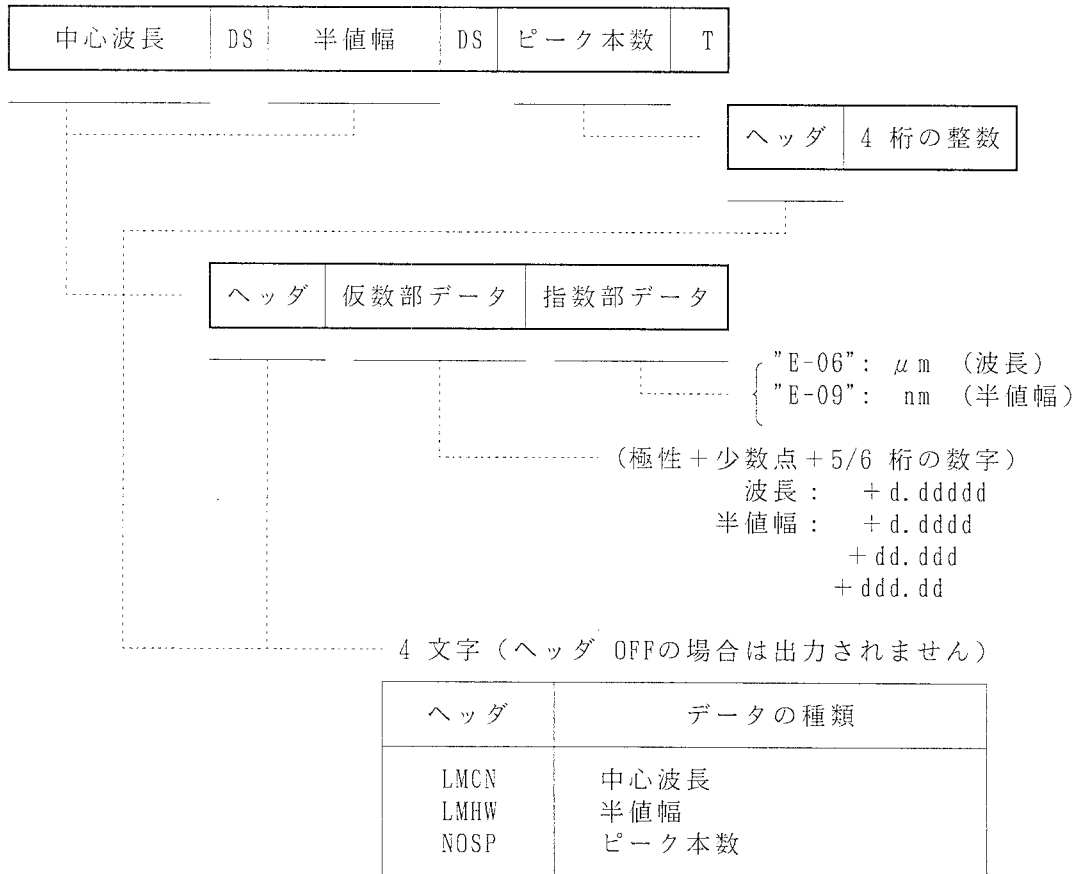 中心波長 DS 半値幅 DS ピーク本数 T
ヘッダ 4 桁の整数
ヘッダ 仮数部データ 指数部データ
"E-06": μm (波長)
"E-09": nm (半値幅)
(極性+少数点+5/6 桁の数字)
波長: +d.ddddd
半値幅: +d.dddd
+dd.ddd
+ddd.dd
4 文字(ヘッダ OFFの場合は出力されません)
ヘッダ データの種類
LMCN 中心波長
LMHW 半値幅
NOSP ピーク本数